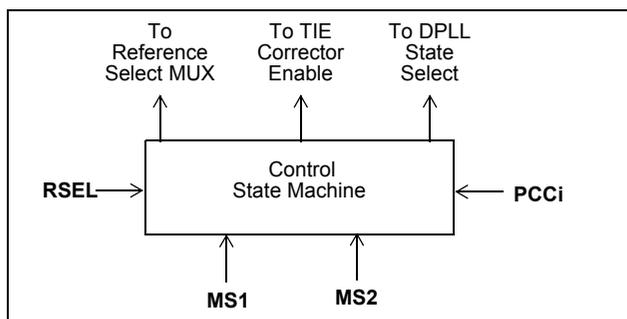 To
Reference
Select MUX
To TIE
Corrector
Enable
To DPLL
State
Select
Control
State Machine
RSEL
PCCi
MS1
MS2